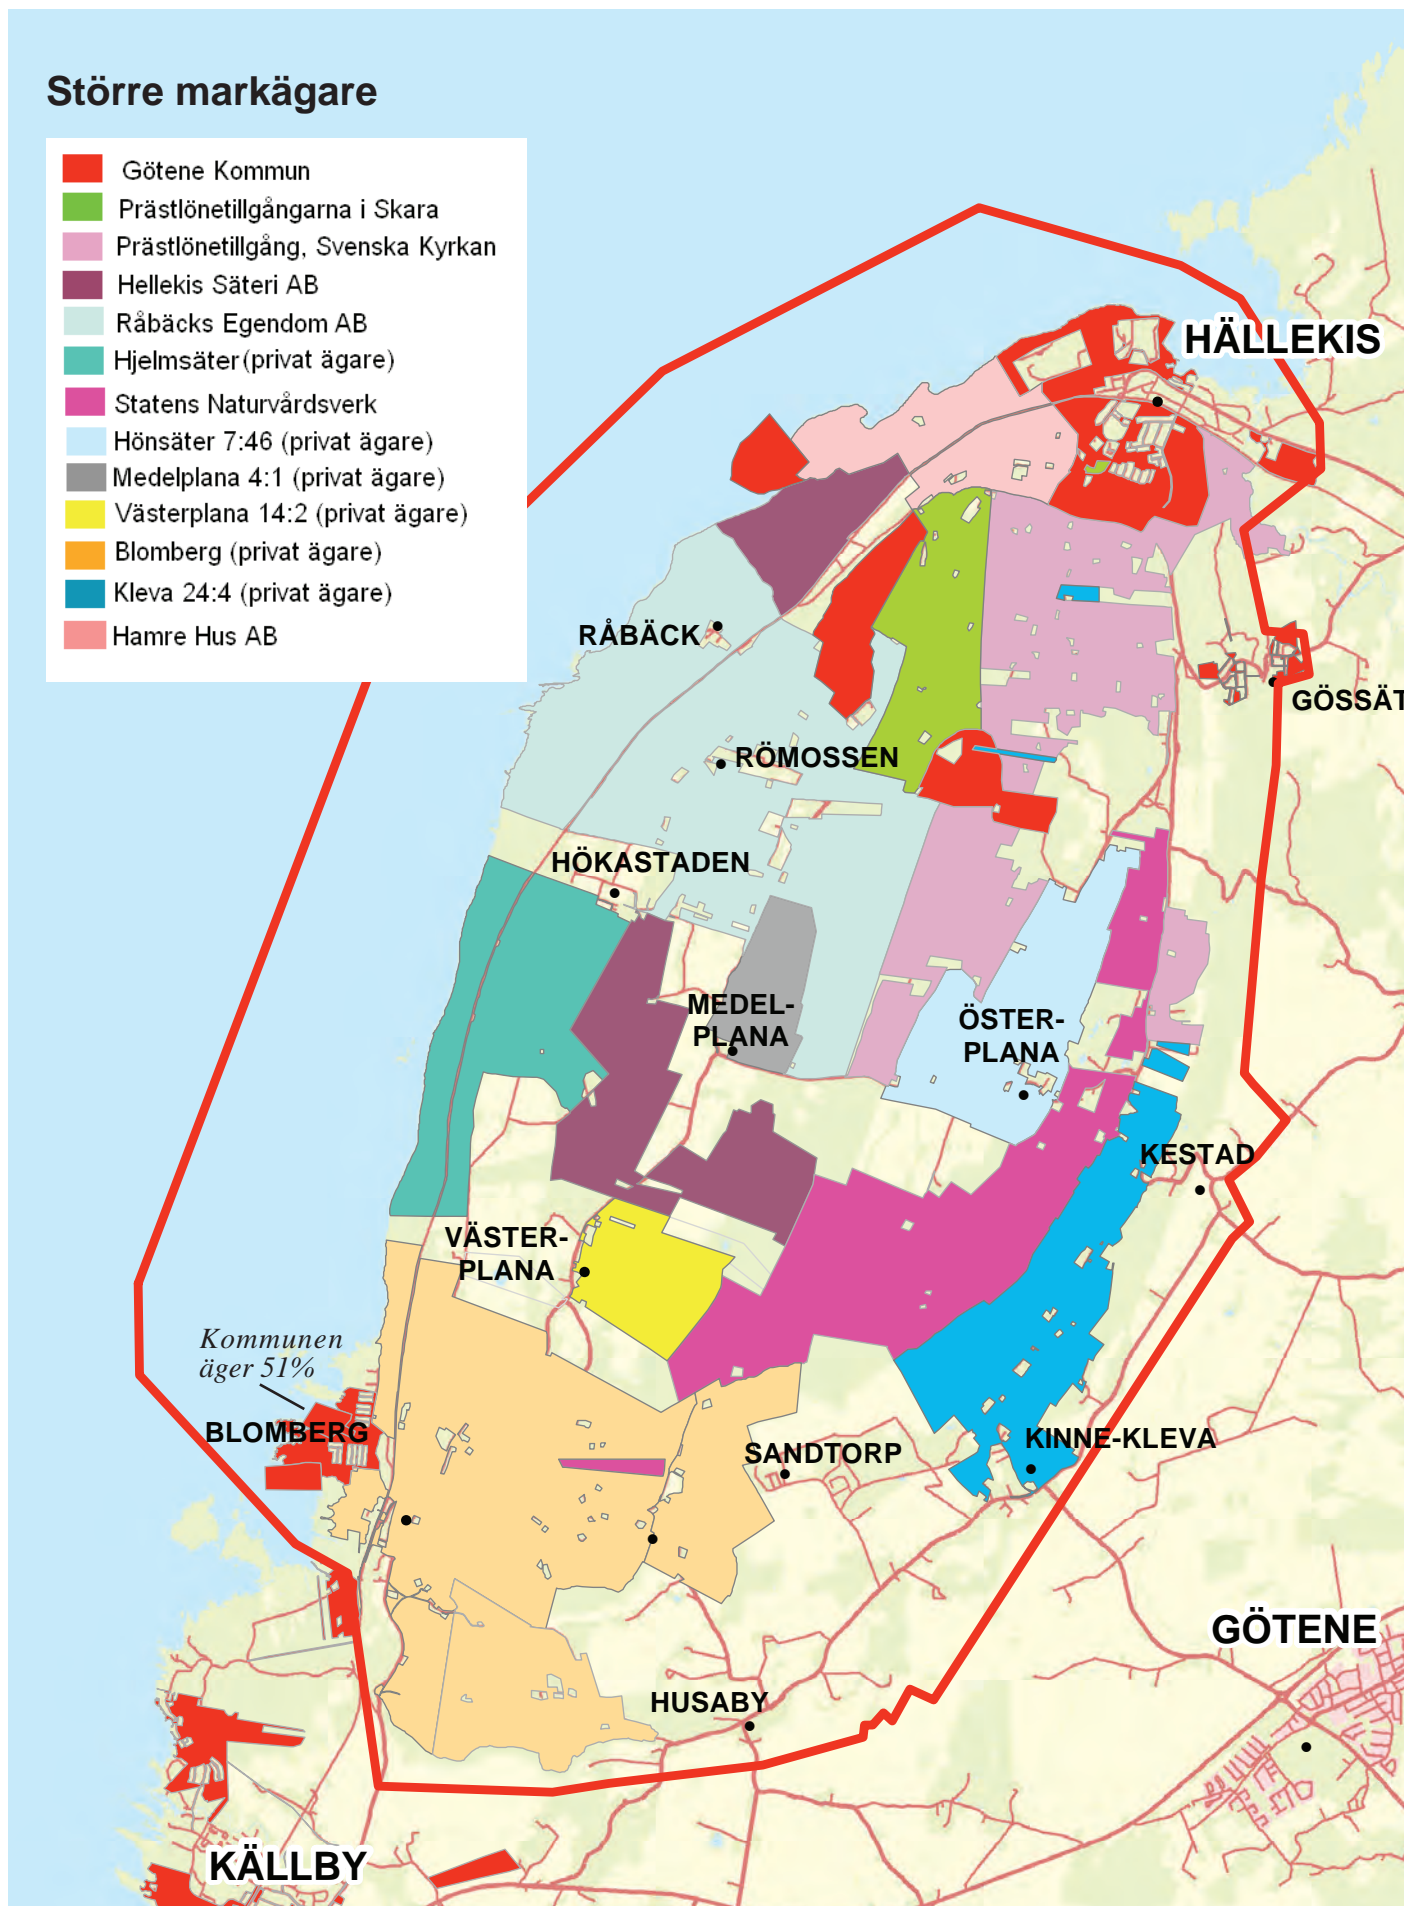 Större markägare
Götene Kommun
Prästlönetillgångarna i Skara
Prästlönetillgång, Svenska Kyrkan
Hellekis Säteri AB
Råbäcks Egendom AB
Hjelmsäter (privat ägare)
Statens Naturvårdsverk
Hönsäter 7:46 (privat ägare)
Medelplana 4:1 (privat ägare)
Västerplana 14:2 (privat ägare)
Blomberg (privat ägare)
Kleva 24:4 (privat ägare)
Hamre Hus AB
HÄLLEKIS
RÅBÄCK
GÖSSÄT
RÖMOSSEN
HÖKASTADEN
MEDEL-
PLANA
ÖSTER-
PLANA
KESTAD
VÄSTER-
PLANA
Kommunen
äger 51%
BLOMBERG
SANDTORP
KINNE-KLEVA
GÖTENE
HUSABY
KÄLLBY